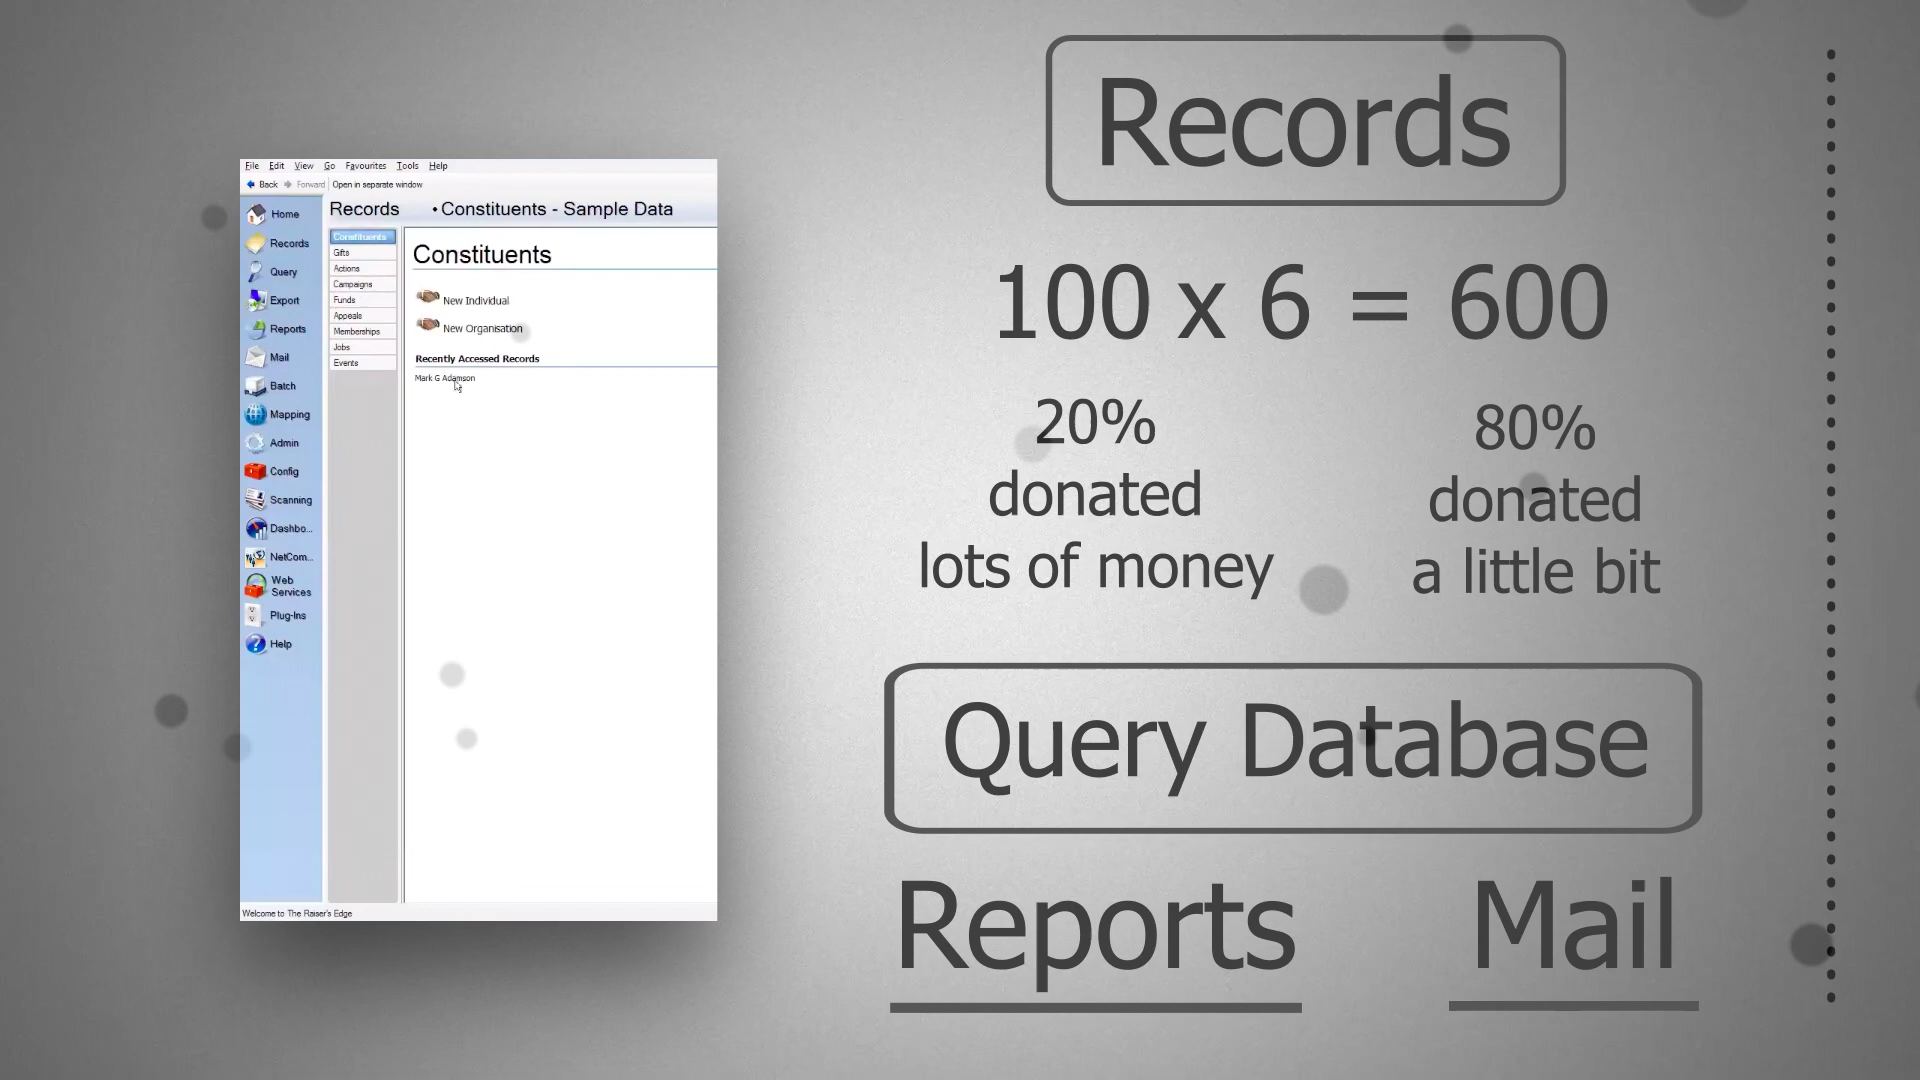 File Edit View Go Favourites Tools Help
Back Forward Open in separate window
Records • Constituents - Sample Data
Home
Records
Query
Export
Reports
Mail
Batch
Mapping
Admin
Config
Scanning
Dashbo...
NetCom...
Web
Services
Plug-Ins
Help
Constituents
Gifts
Actions
Campaigns
Funds
Appeals
Memberships
Jobs
Events
Constituents
New Individual
New Organisation
Recently Accessed Records
Mark G Adamson
Welcome to The Raiser's Edge
Records
100 x 6 = 600
20%
donated
lots of money
80%
donated
a little bit
Query Database
Reports
Mail